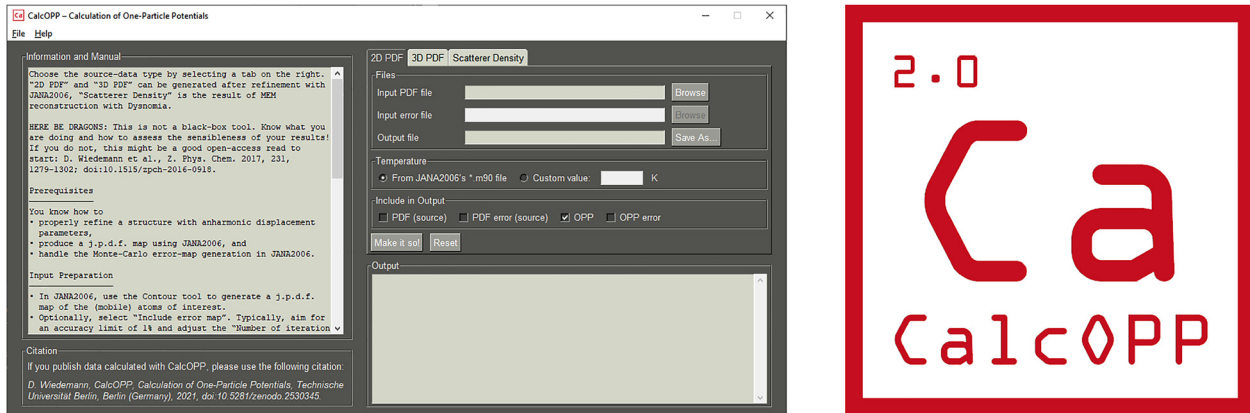 Ca CalcOPP – Calculation of One-Particle Potentials
File Help
Information and Manual
Choose the source-data type by selecting a tab on the right.
"2D PDF" and "3D PDF" can be generated after refinement with
JANA2006, "Scatterer Density" is the result of MEM
reconstruction with Dysnomia.
HERE BE DRAGONS: This is not a black-box tool. Know what you
are doing and how to assess the sensibleness of your results!
If you do not, this might be a good open-access read to
start: D. Wiedemann et al., Z. Phys. Chem. 2017, 231,
1279-1302; doi:10.1515/zpch-2016-0918.
Prerequisites
You know how to
• properly refine a structure with anharmonic displacement
parameters,
• produce a j.p.d.f. map using JANA2006, and
• handle the Monte-Carlo error-map generation in JANA2006.
Input Preparation
• In JANA2006, use the Contour tool to generate a j.p.d.f.
map of the (mobile) atoms of interest.
• Optionally, select "Include error map". Typically, aim for
an accuracy limit of 1% and adjust the "Number of iteration
Citation
If you publish data calculated with CalcOPP, please use the following citation:
D. Wiedemann, CalcOPP, Calculation of One-Particle Potentials, Technische
Universität Berlin, Berlin (Germany), 2021, doi:10.5281/zenodo.2530345.
2D PDF 3D PDF Scatterer Density
Files
Input PDF file Browse
Input error file Browse
Output file Save As...
Temperature
From JANA2006's *.m90 file Custom value: K
Include in Output
PDF (source) PDF error (source) OPP OPP error
Make it so! Reset
Output
2.0
Ca
CalcOPP